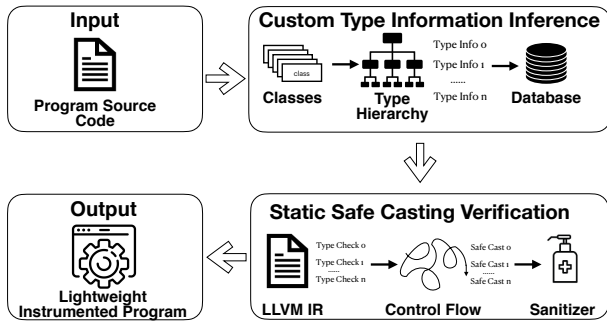 Input
Program Source
Code
Custom Type Information Inference
class
Classes
Type
Hierarchy
Type Info 0
Type Info 1
......
Type Info n
Database
Output
Lightweight
Instrumented Program
Static Safe Casting Verification
LLVM IR
Type Check 0
Type Check 1
......
Type Check n
Control Flow
Safe Cast 0
Safe Cast 1
......
Safe Cast n
Sanitizer